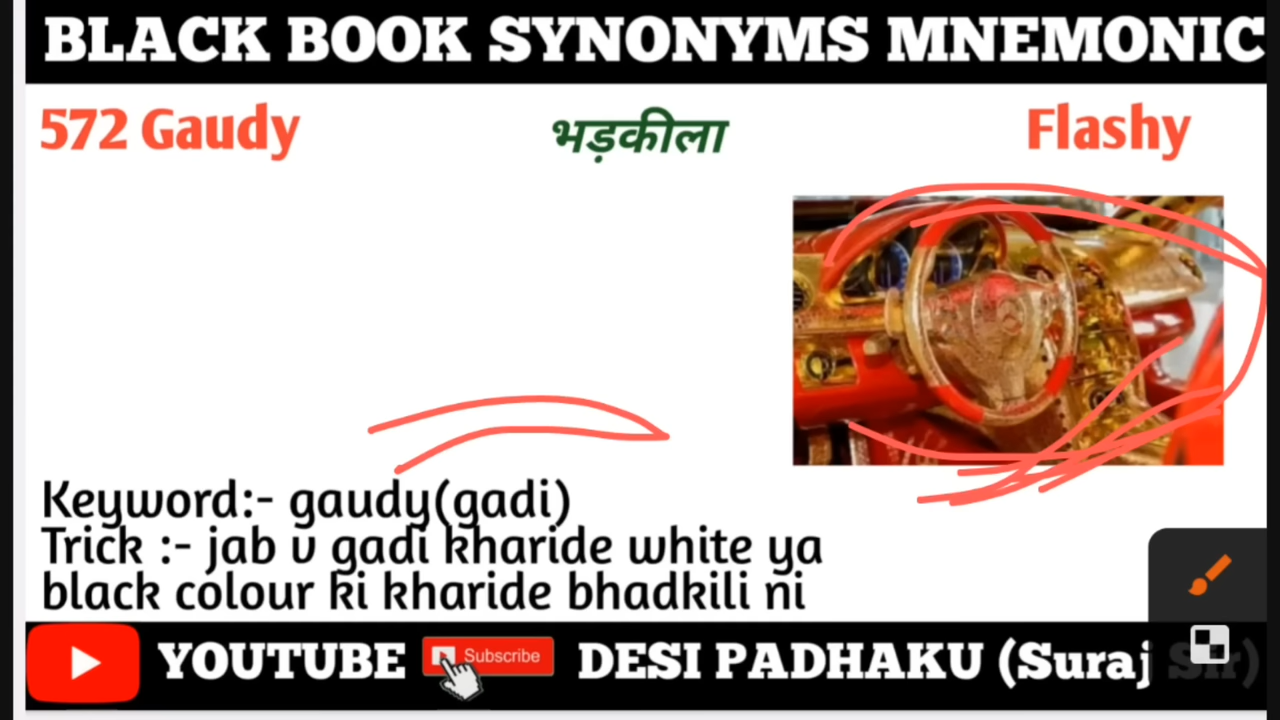 BLACK BOOK SYNONYMS MNEMONIC
572 Gaudy भड़कीला Flashy
Keyword:- gaudy(gadi)
Trick :- jab v gadi kharide white ya
black colour ki kharide bhadkili ni
YOUTUBE Subscribe DESI PADHAKU (Suraj Sir)